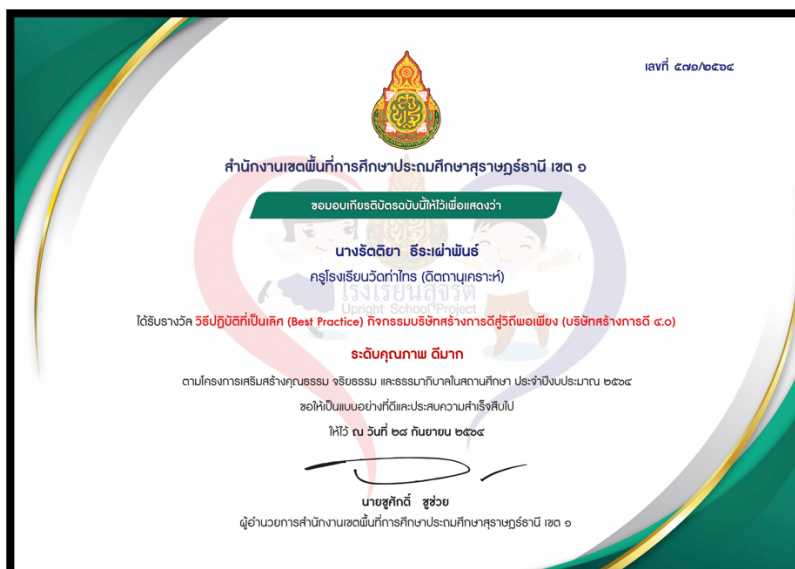 เลขที่ ๕๗๑/๒๕๖๔
สำนักงานเขตพื้นที่การศึกษาประถมศึกษาสุราษฎร์ธานี เขต ๑
ขอมอบเกียรติบัตรฉบับนี้ให้ไว้เพื่อแสดงว่า
นางรัตติยา ธีระเผ่าพันธ์
ครูโรงเรียนวัดท่าไทร (ดิตถานุเคราะห์)
โรงเรียนสุจริต
Upright School Project
ได้รับรางวัล วิธีปฏิบัติที่เป็นเลิศ (Best Practice) กิจกรรมบริษัทสร้างการดีสู่วิถีพอเพียง (บริษัทสร้างการดี ๔.๐)
ระดับคุณภาพ ดีมาก
ตามโครงการเสริมสร้างคุณธรรม จริยธรรม และธรรมาภิบาลในสถานศึกษา ประจำปีงบประมาณ ๒๕๖๔
ขอให้เป็นแบบอย่างที่ดีและประสบความสำเร็จสืบไป
ให้ไว้ ณ วันที่ ๒๘ กันยายน ๒๕๖๔
นายชูศักดิ์ ชูช่วย
ผู้อำนวยการสำนักงานเขตพื้นที่การศึกษาประถมศึกษาสุราษฎร์ธานี เขต ๑